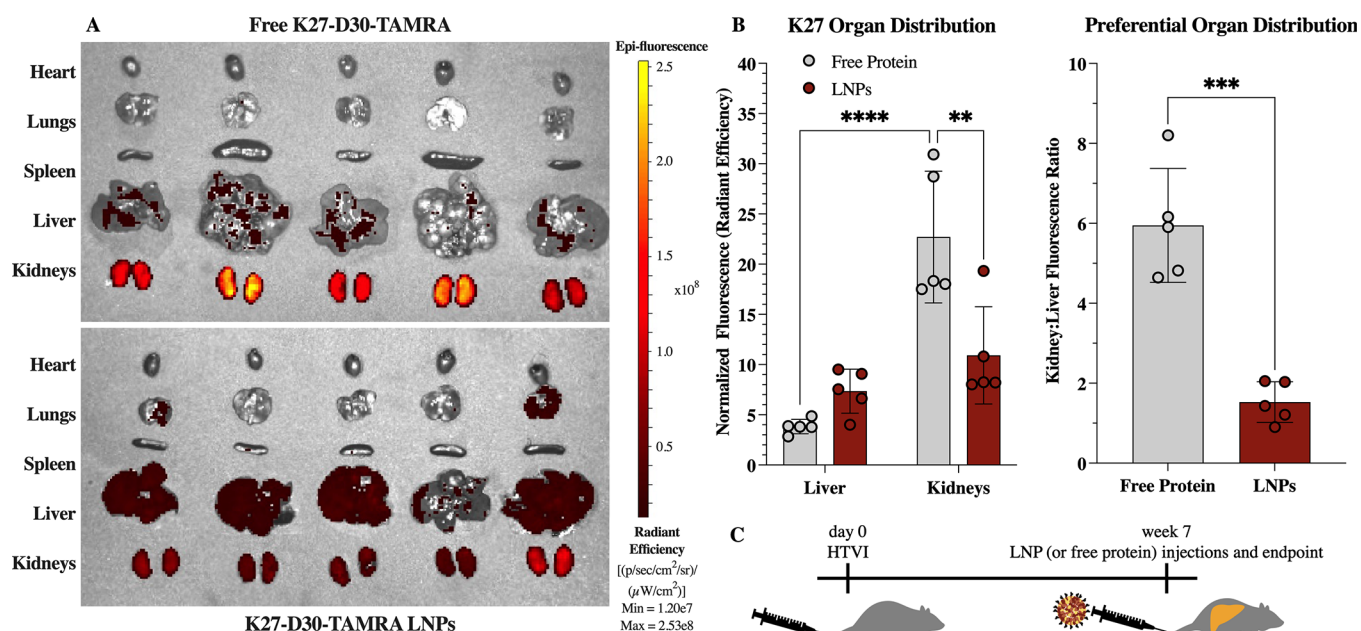 A
Free K27-D30-TAMRA
Heart
Lungs
Spleen
Liver
Kidneys
Heart
Lungs
Spleen
Liver
Kidneys
K27-D30-TAMRA LNPs
Epi-fluorescence
2.5
2.0
1.5
x10⁸
1.0
0.5
Radiant
Efficiency
[(p/sec/cm²/sr)/
(µW/cm²)]
Min = 1.20e7
Max = 2.53e8
B
K27 Organ Distribution
Free Protein
LNPs
Normalized Fluorescence (Radiant Efficiency)
40
35
30
25
20
15
10
5
0
****
**
Liver
Kidneys
Preferential Organ Distribution
Kidney:Liver Fluorescence Ratio
10
8
6
4
2
0
***
Free Protein
LNPs
C
day 0
HTVI
week 7
LNP (or free protein) injections and endpoint